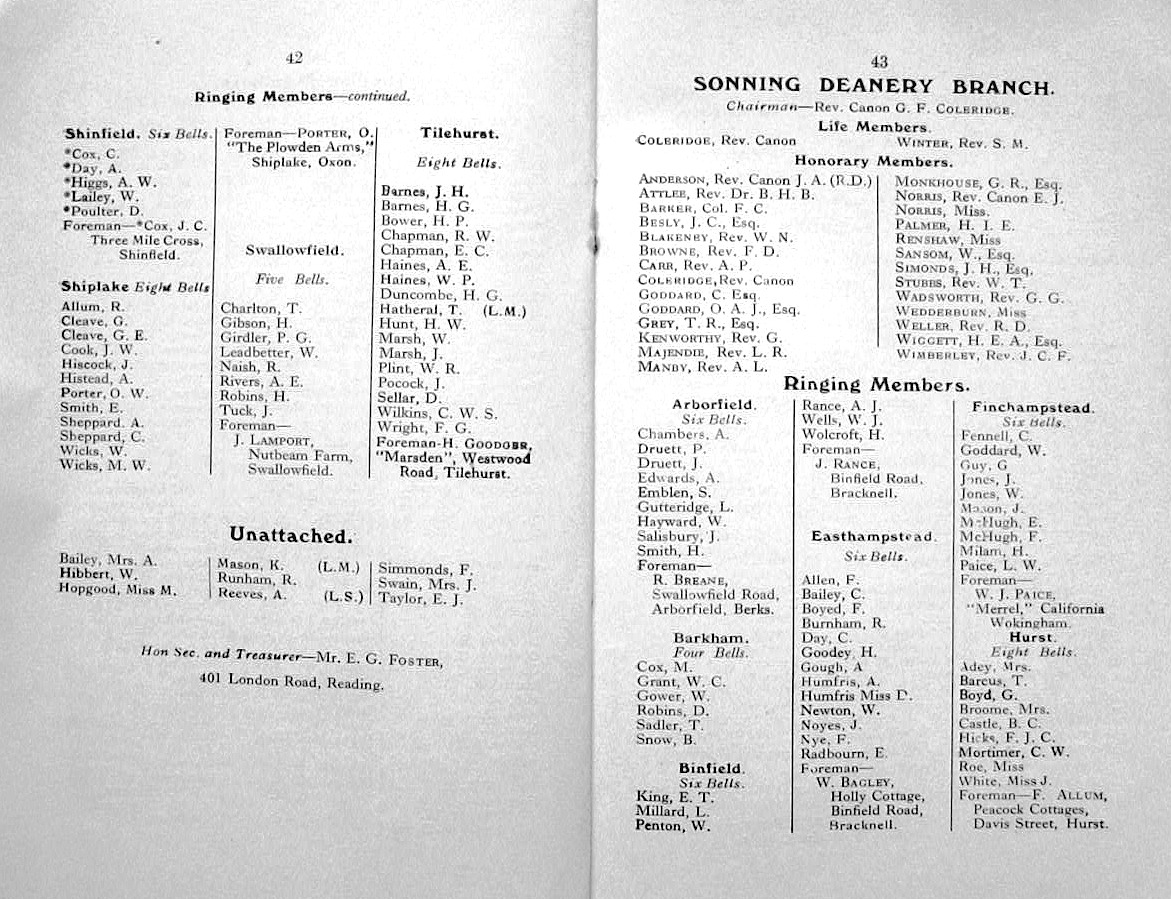 42
Ringing Members—continued.
Shinfield. Six Bells.
*Cox, C.
*Day, A.
*Higgs, A. W.
*Lailey, W.
*Poulter, D.
Foreman—*Cox, J. C.
Three Mile Cross,
Shinfield.
Shiplake Eight Bells
Allum, R.
Cleave, G.
Cleave, G. E.
Cook, J. W.
Hiscock, J.
Histead, A.
Porter, O. W.
Smith, E.
Sheppard. A.
Sheppard, C.
Wicks, W.
Wicks, M. W.
Foreman—PORTER, O.
"The Plowden Arms,"
Shiplake, Oxon.
Swallowfield.
Five Bells.
Charlton, T.
Gibson, H.
Girdler, P. G.
Leadbetter, W.
Naish, R.
Rivers, A. E.
Robins, H.
Tuck, J.
Foreman—
J. LAMPORT,
Nutbeam Farm,
Swallowfield.
Tilehurst.
Eight Bells.
Barnes, J. H.
Barnes, H. G.
Bower, H. P.
Chapman, R. W.
Chapman, E. C.
Haines, A. E.
Haines, W. P.
Duncombe, H. G.
Hatheral, T. (L.M.)
Hunt, H. W.
Marsh, W.
Marsh, J.
Plint, W. R.
Pocock, J.
Sellar, D.
Wilkins, C. W. S.
Wright, F. G.
Foreman-H. GOODGER,
"Marsden", Westwood
Road, Tilehurst.
Unattached.
Bailey, Mrs. A.
Hibbert, W.
Hopgood, Miss M.
Mason, K. (L.M.)
Runham, R.
Reeves, A. (L.S.)
Simmonds, F.
Swain, Mrs. J.
Taylor, E. J.
Hon Sec. and Treasurer—Mr. E. G. FOSTER,
401 London Road, Reading.
43
SONNING DEANERY BRANCH.
Chairman—Rev. Canon G. F. COLERIDGE.
Life Members.
COLERIDGE, Rev. Canon WINTER, Rev. S. M.
Honorary Members.
ANDERSON, Rev. Canon J. A. (R.D.)
ATTLEE, Rev. Dr. B. H. B.
BARKER, Col. F. C.
BESLY, J. C., Esq.
BLAKENEY, Rev. W. N.
BROWNE, Rev. F. D.
CARR, Rev. A. P.
COLERIDGE, Rev. Canon
GODDARD, C. Esq.
GODDARD, O. A. J., Esq.
GREY, T. R., Esq.
KENWORTHY, Rev. G.
MAJENDIE, Rev. L. R.
MANBY, Rev. A. L.
MONKHOUSE, G. R., Esq.
NORRIS, Rev. Canon E. J.
NORRIS, Miss.
PALMER, H. I. E.
RENSHAW, Miss
SANSOM, W., Esq.
SIMONDS, J. H., Esq.
STUBBS, Rev. W. T.
WADSWORTH, Rev. G. G.
WEDDERBURN, Miss
WELLER, Rev. R. D.
WIGGETT, H. E. A., Esq.
WIMBERLEY, Rev. J. C. F.
Ringing Members.
Arborfield.
Six Bells.
Chambers, A.
Druett, P.
Druett, J.
Edwards, A.
Emblen, S.
Gutteridge, L.
Hayward, W.
Salisbury, J.
Smith, H.
Foreman—
R. BREANE,
Swallowfield Road,
Arborfield, Berks.
Barkham.
Four Bells.
Cox, M.
Grant, W. C.
Gower, W.
Robins, D.
Sadler, T.
Snow, B.
Binfield.
Six Bells.
King, E. T.
Millard, L.
Penton, W.
Rance, A. J.
Wells, W. J.
Wolcroft, H.
Foreman—
J. RANCE,
Binfield Road,
Bracknell.
Easthampstead.
Six Bells.
Allen, F.
Bailey, C.
Boyed, F.
Burnham, R.
Day, C.
Goodey, H.
Gough, A
Humfris, A.
Humfris Miss D.
Newton, W.
Noyes, J.
Nye, F.
Radbourn, E.
Foreman—
W. BAGLEY,
Holly Cottage,
Binfield Road,
Bracknell.
Finchampstead.
Six Bells.
Fennell, C.
Goddard, W.
Guy, G
Jones, J.
Jones, W.
Mason, J.
McHugh, E.
McHugh, F.
Milam, H.
Paice, L. W.
Foreman—
W. J. PAICE,
"Merrel," California
Wokingham.
Hurst.
Eight Bells.
Adey, Mrs.
Barcus, T.
Boyd, G.
Broome, Mrs.
Castle, B. C.
Hicks, F. J. C.
Mortimer, C. W.
Roe, Miss
White, Miss J.
Foreman—F. ALLUM,
Peacock Cottages,
Davis Street, Hurst.